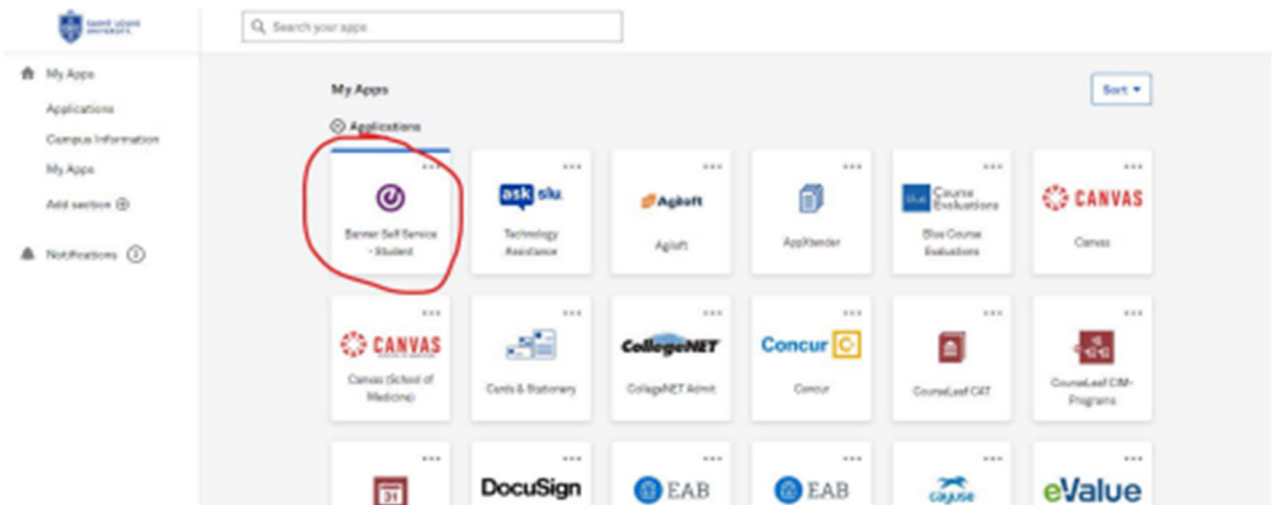 SAINT LOUIS
UNIVERSITY
Search your apps
My Apps
Applications
Campus Information
My Apps
Add section
Notifications
My Apps
Sort
Applications
Banner Self Service
- Student
ask slu
Technology
Assistance
Agiloft
Agiloft
AppXtender
Course
Evaluations
Blue Course
Evaluations
CANVAS
Canvas
CANVAS
Canvas (School of
Medicine)
Cards & Stationery
CollegeNET
CollegeNET Admit
Concur
Concur
CourseLeaf CAT
CourseLeaf CIM-
Programs
31
DocuSign
EAB
EAB
cayuse
eValue